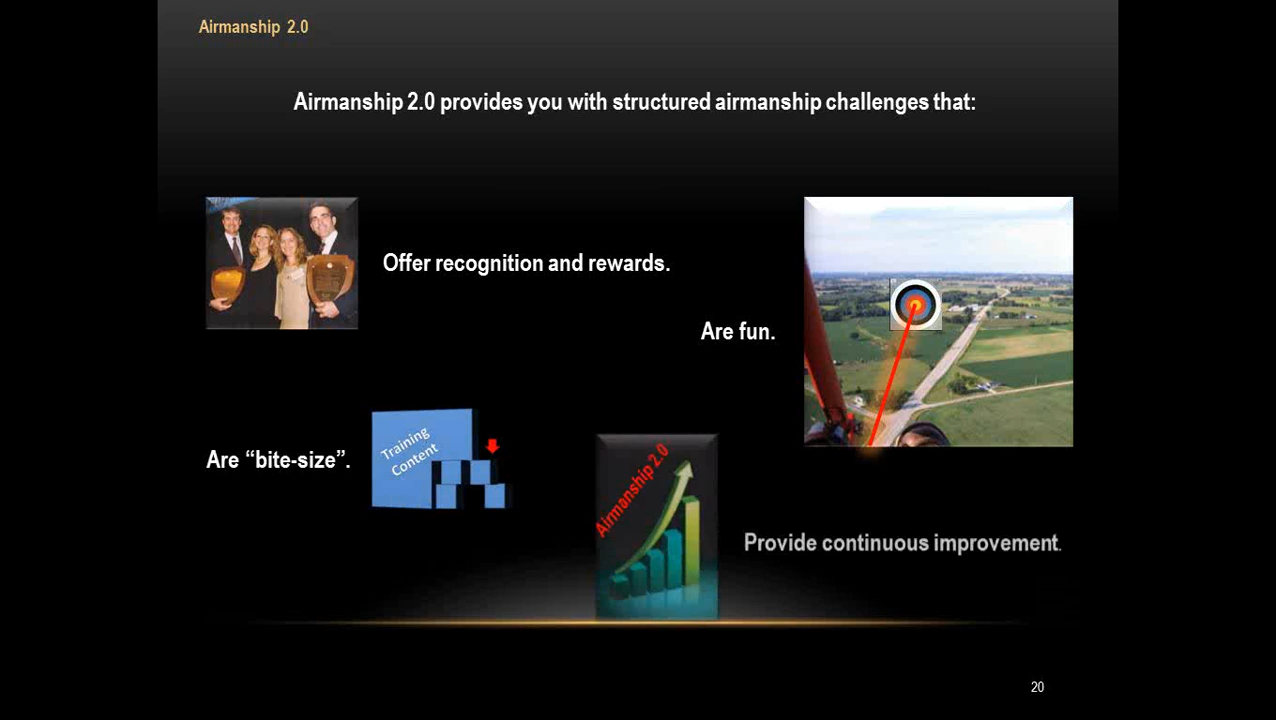 Airmanship 2.0
Airmanship 2.0 provides you with structured airmanship challenges that:
Offer recognition and rewards.
Are fun.
Are “bite-size”.
Training
Content
Airmanship 2.0
Provide continuous improvement.
20